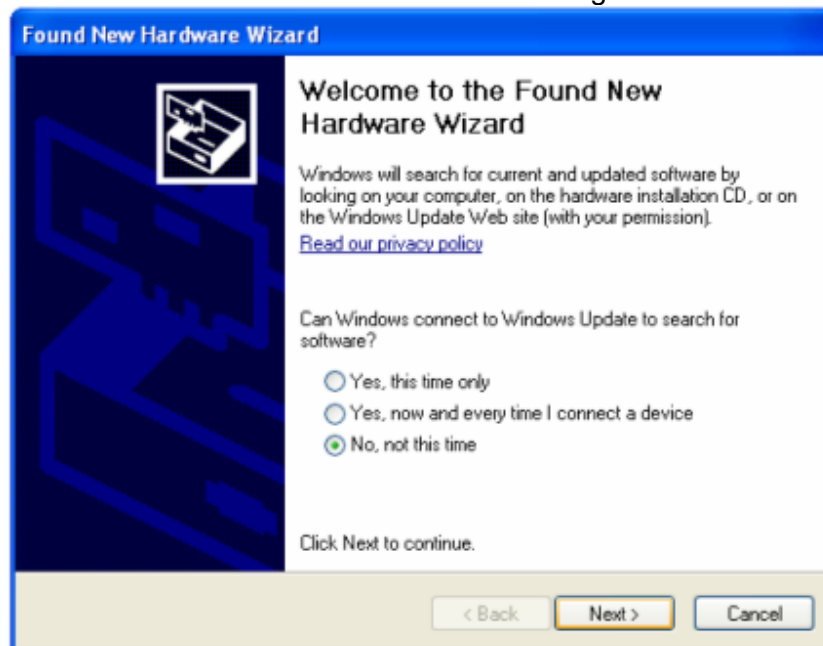 Found New Hardware Wizard
Welcome to the Found New
Hardware Wizard
Windows will search for current and updated software by
looking on your computer, on the hardware installation CD, or on
the Windows Update Web site (with your permission).
Read our privacy policy
Can Windows connect to Windows Update to search for
software?
Yes, this time only
Yes, now and every time I connect a device
No, not this time
Click Next to continue.
< Back
Next >
Cancel